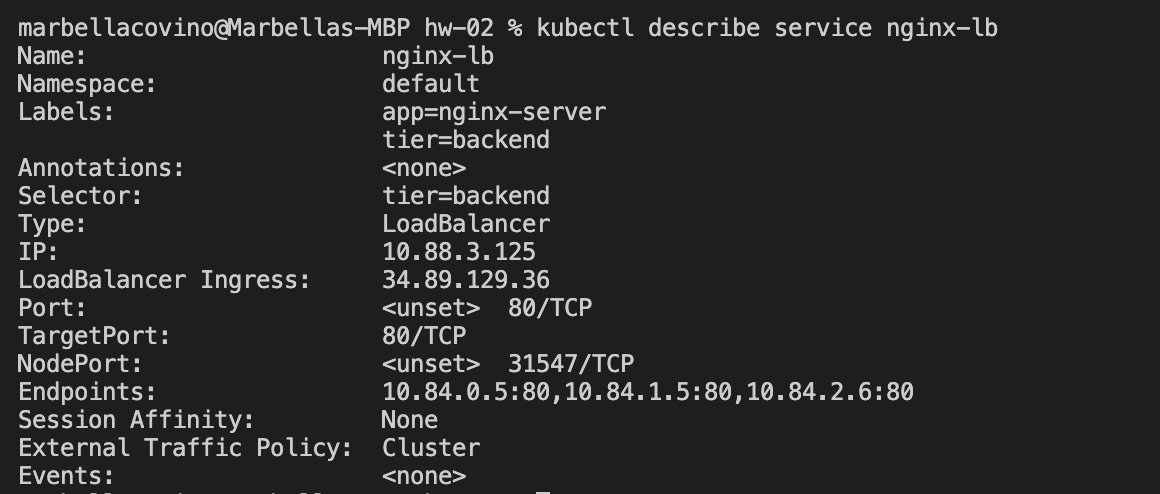 marbellacovino@Marbellas-MBP hw-02 % kubectl describe service nginx-lb
Name: nginx-lb
Namespace: default
Labels: app=nginx-server
tier=backend
Annotations: <none>
Selector: tier=backend
Type: LoadBalancer
IP: 10.88.3.125
LoadBalancer Ingress: 34.89.129.36
Port: <unset> 80/TCP
TargetPort: 80/TCP
NodePort: <unset> 31547/TCP
Endpoints: 10.84.0.5:80,10.84.1.5:80,10.84.2.6:80
Session Affinity: None
External Traffic Policy: Cluster
Events: <none>